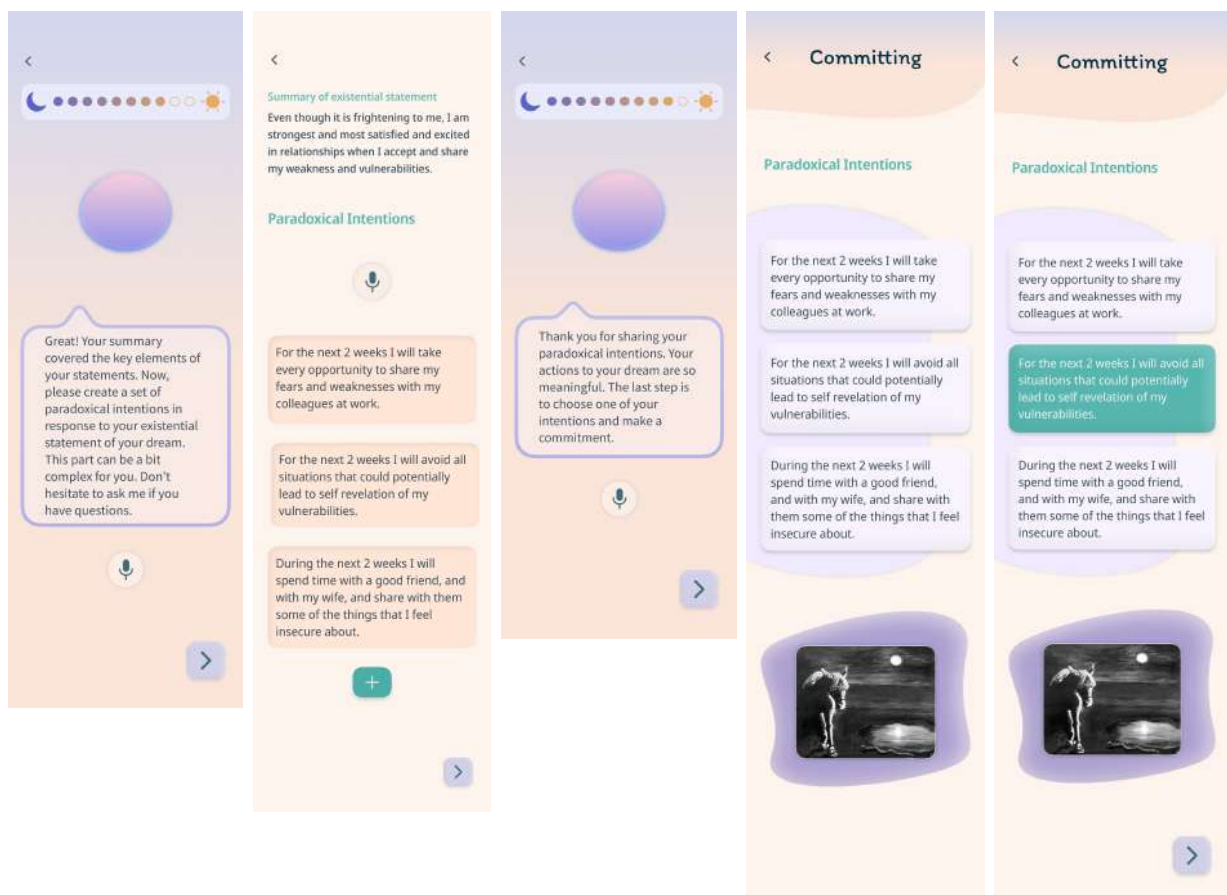 Great! Your summary
covered the key elements of
your statements. Now,
please create a set of
paradoxical intentions in
response to your existential
statement of your dream.
This part can be a bit
complex for you. Don't
hesitate to ask me if you
have questions.
Summary of existential statement
Even though it is frightening to me, I am
strongest and most satisfied and excited
in relationships when I accept and share
my weakness and vulnerabilities.
Paradoxical Intentions
For the next 2 weeks I will take
every opportunity to share my
fears and weaknesses with my
colleagues at work.
For the next 2 weeks I will avoid all
situations that could potentially
lead to self revelation of my
vulnerabilities.
During the next 2 weeks I will
spend time with a good friend, and
with my wife, and share with them
some of the things that I feel
insecure about.
Thank you for sharing your
paradoxical intentions. Your
actions to your dream are so
meaningful. The last step is
to choose one of your
intentions and make a
commitment.
Committing
Paradoxical Intentions
For the next 2 weeks I will take
every opportunity to share my
fears and weaknesses with my
colleagues at work.
For the next 2 weeks I will avoid all
situations that could potentially
lead to self revelation of my
vulnerabilities.
During the next 2 weeks I will
spend time with a good friend,
and with my wife, and share with
them some of the things that I feel
insecure about.
Committing
Paradoxical Intentions
For the next 2 weeks I will take
every opportunity to share my
fears and weaknesses with my
colleagues at work.
For the next 2 weeks I will avoid all
situations that could potentially
lead to self revelation of my
vulnerabilities.
During the next 2 weeks I will
spend time with a good friend,
and with my wife, and share with
them some of the things that I feel
insecure about.